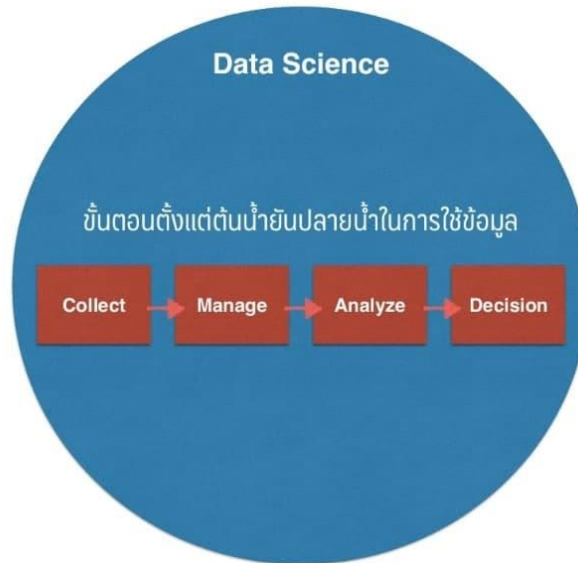 Data Science
ขั้นตอนตั้งแต่ต้นน้ำยันปลายน้ำในการใช้ข้อมูล
Collect
Manage
Analyze
Decision